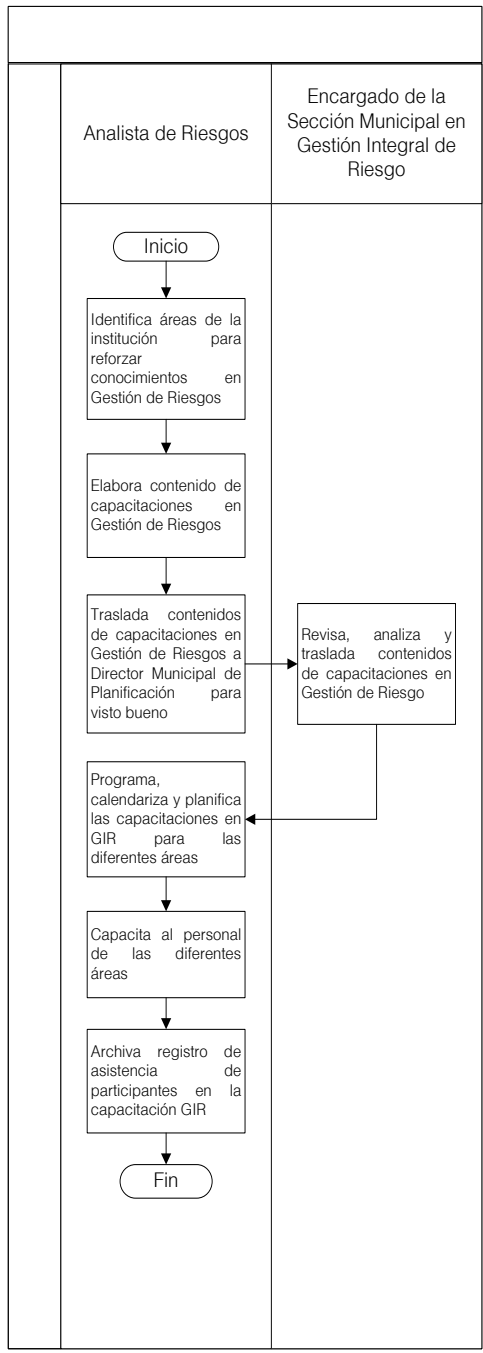 Analista de Riesgos
Encargado de la
Sección Municipal en
Gestión Integral de
Riesgo
Inicio
Identifica áreas de la
institución para
reforzar
conocimientos en
Gestión de Riesgos
Elabora contenido de
capacitaciones en
Gestión de Riesgos
Traslada contenidos
de capacitaciones en
Gestión de Riesgos a
Director Municipal de
Planificación para
visto bueno
Revisa, analiza y
traslada contenidos
de capacitaciones en
Gestión de Riesgo
Programa,
calendariza y planifica
las capacitaciones en
GIR para las
diferentes áreas
Capacita al personal
de las diferentes
áreas
Archiva registro de
asistencia de
participantes en la
capacitación GIR
Fin